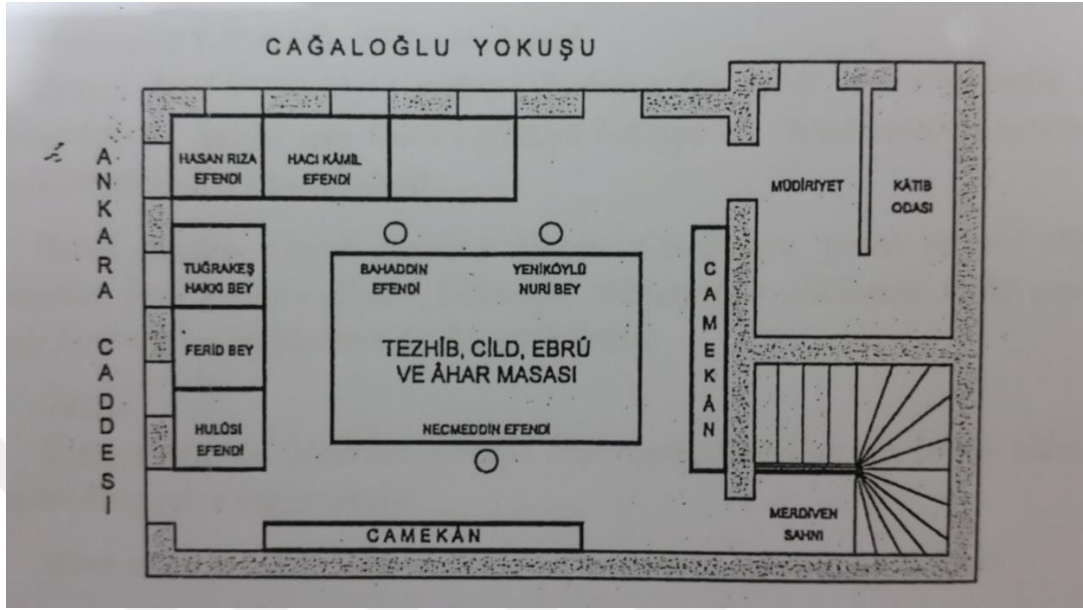 CAĞALOĞLU YOKUŞU
ANKARA CADDESİ
HASAN RIZA
EFENDİ
HACI KÂMİL
EFENDİ
MÜDİRİYET
KÂTİB
ODASI
TUĞRAKEŞ
HAKKI BEY
BAHADDİN
EFENDİ
YENİKÖYLÜ
NURİ BEY
CAMEKÂN
FERİD BEY
TEZHİB, CİLD, EBRÛ
VE ÂHAR MASASI
HULÛSİ
EFENDİ
NECMEDDİN EFENDİ
MERDİVEN
SAHNI
CAMEKÂN